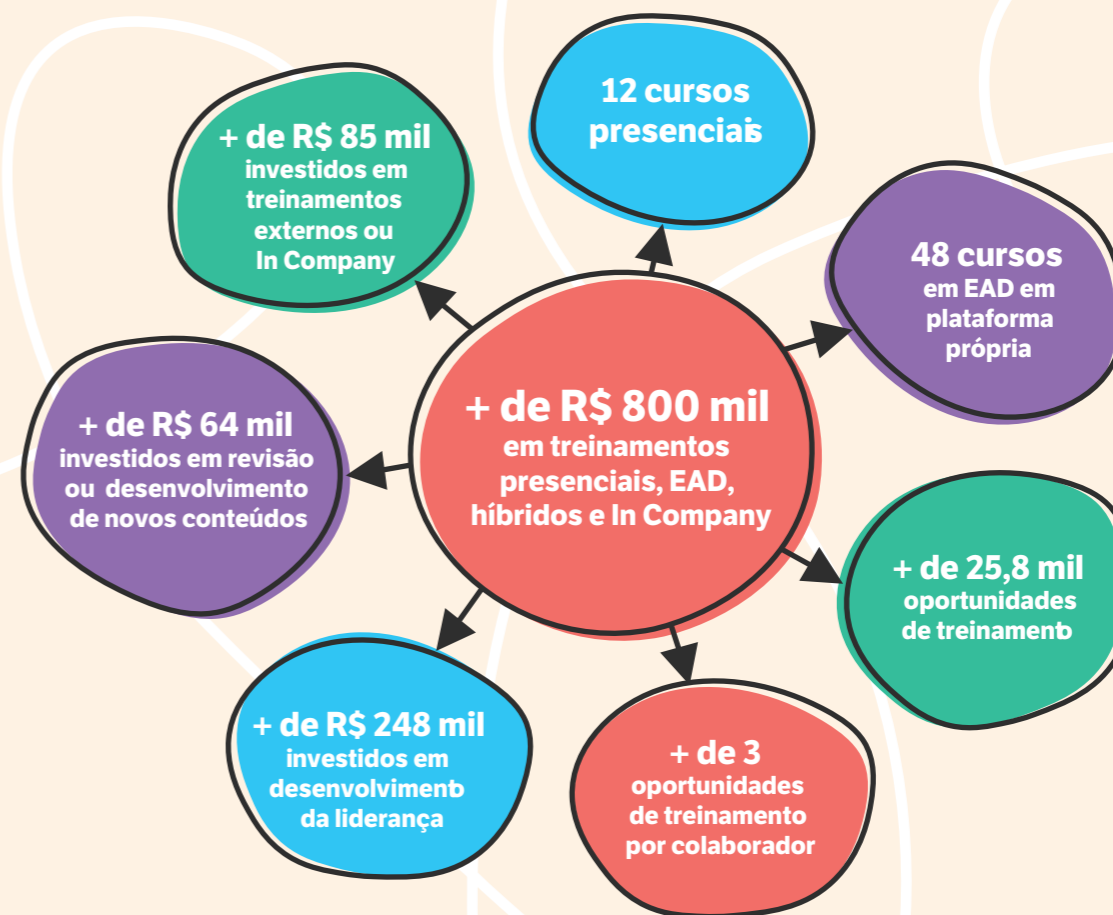 12 cursos
presenciais
+ de R$ 85 mil
investidos em
treinamentos
externos ou
In Company
48 cursos
em EAD em
plataforma
própria
+ de R$ 800 mil
em treinamentos
presenciais, EAD,
híbridos e In Company
+ de R$ 64 mil
investidos em revisão
ou desenvolvimento
de novos conteúdos
+ de 25,8 mil
oportunidades
de treinamento
+ de R$ 248 mil
investidos em
desenvolvimento
da liderança
+ de 3
oportunidades
de treinamento
por colaborador